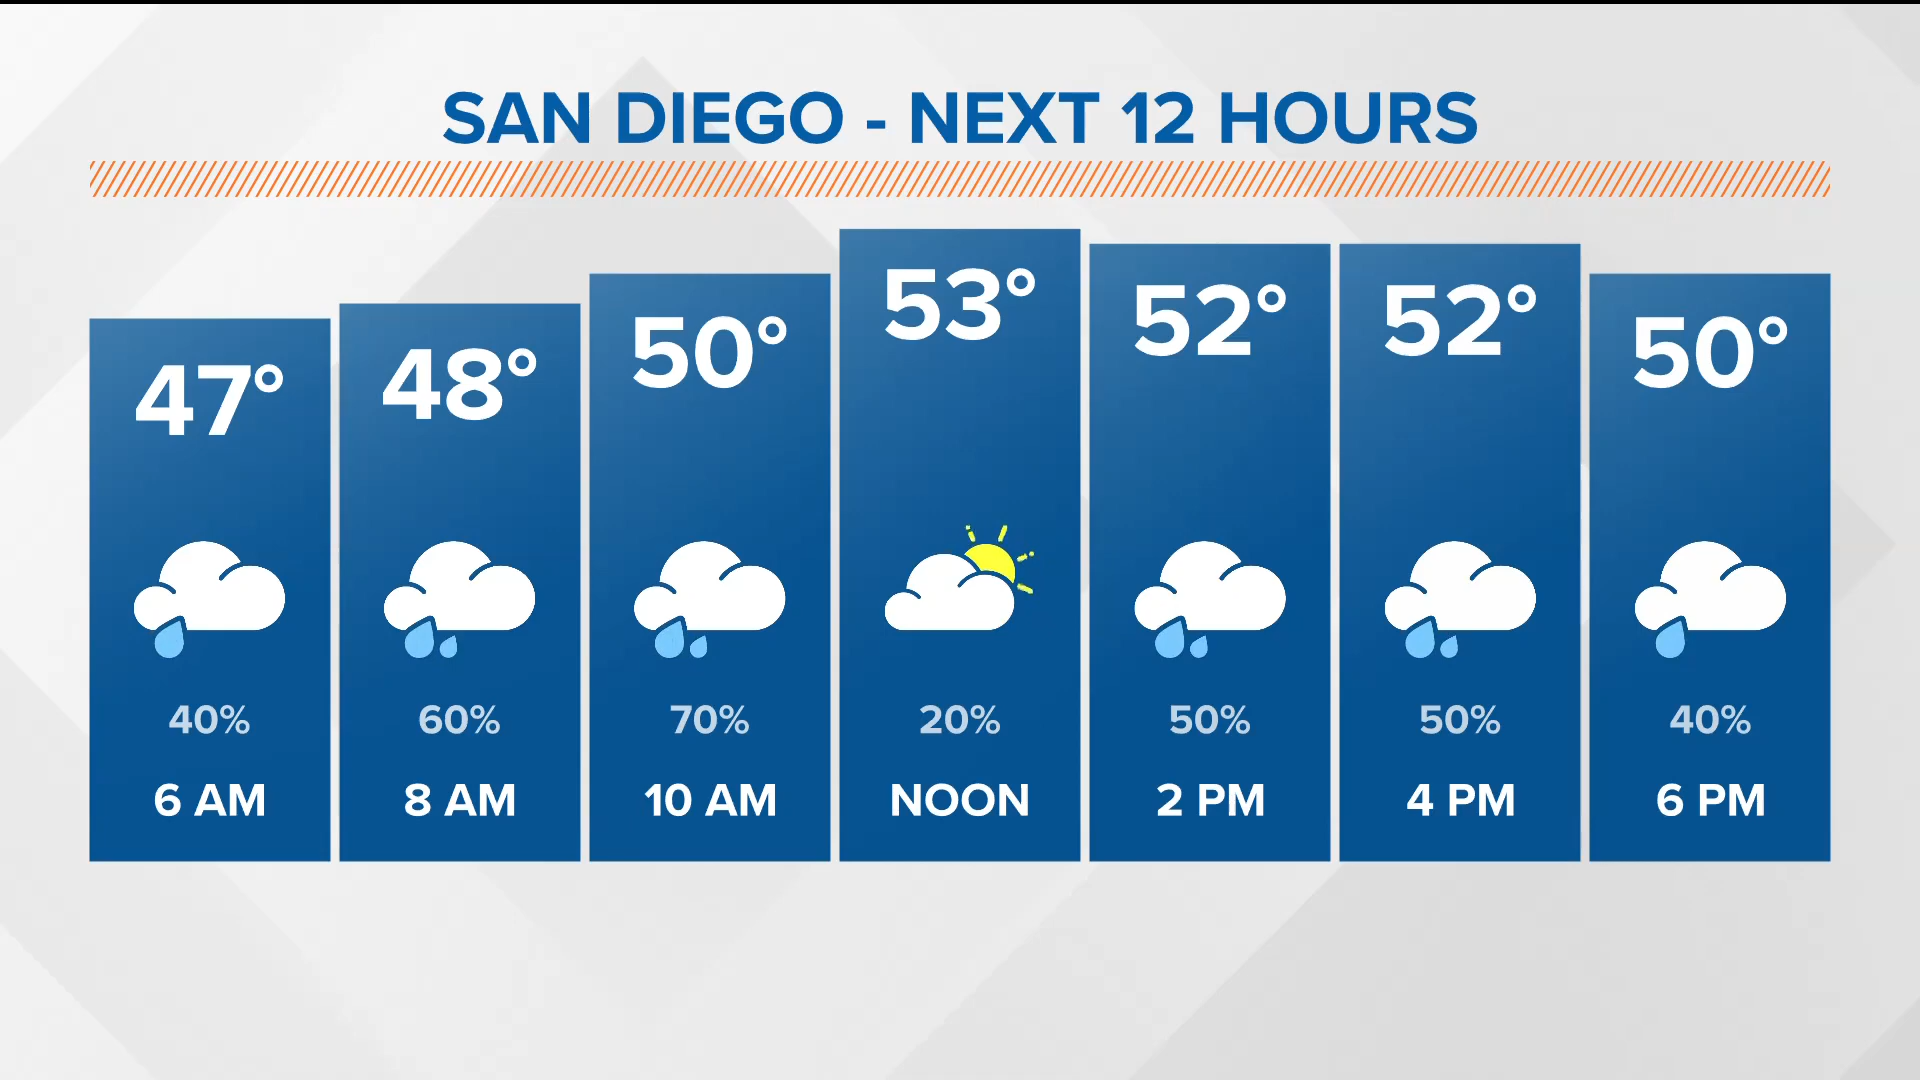 SAN DIEGO - NEXT 12 HOURS
47° 48° 50° 53° 52° 52° 50°
40% 60% 70% 20% 50% 50% 40%
6 AM 8 AM 10 AM NOON 2 PM 4 PM 6 PM